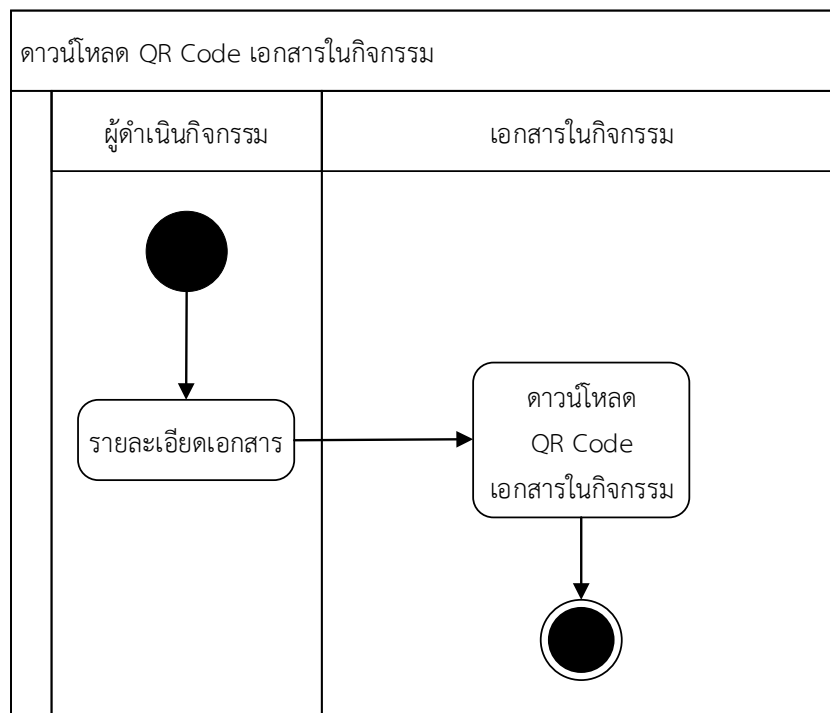 ดาวน์โหลด QR Code เอกสารในกิจกรรม
ผู้ดำเนินกิจกรรม
เอกสารในกิจกรรม
รายละเอียดเอกสาร
ดาวน์โหลด
QR Code
เอกสารในกิจกรรม